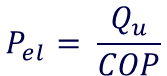 P_el = Q_u / COP